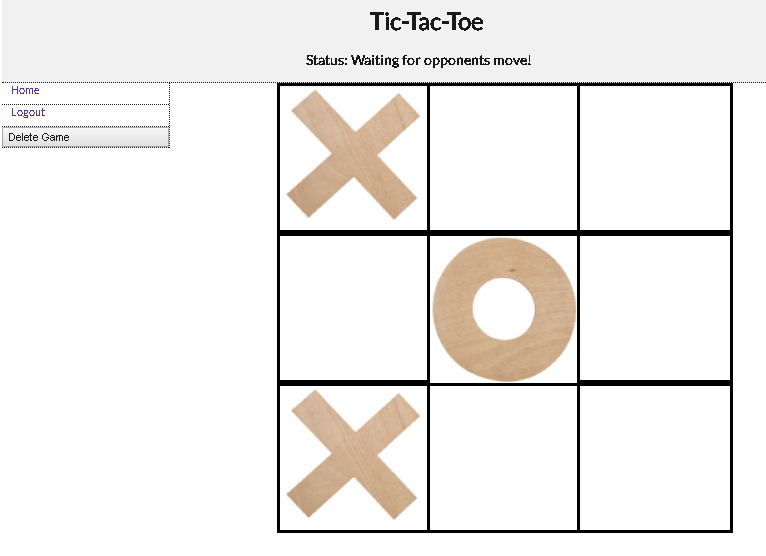 Tic-Tac-Toe
Status: Waiting for opponents move!
Home
Logout
Delete Game